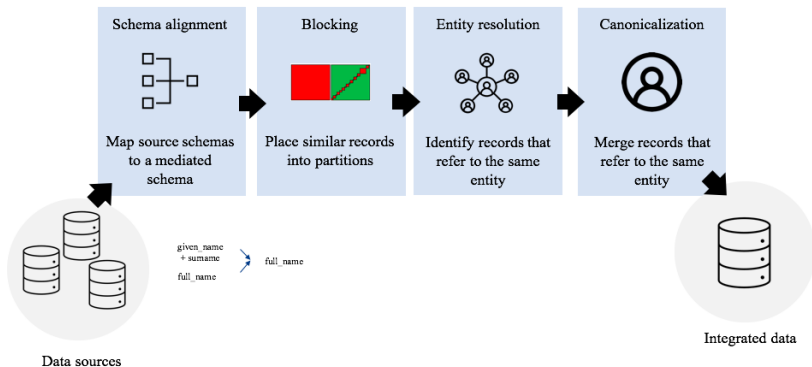 Schema alignment
Map source schemas
to a mediated
schema
Blocking
Place similar records
into partitions
Entity resolution
Identify records that
refer to the same
entity
Canonicalization
Merge records that
refer to the same
entity
given_name
+ surname
full_name
full_name
Data sources
Integrated data